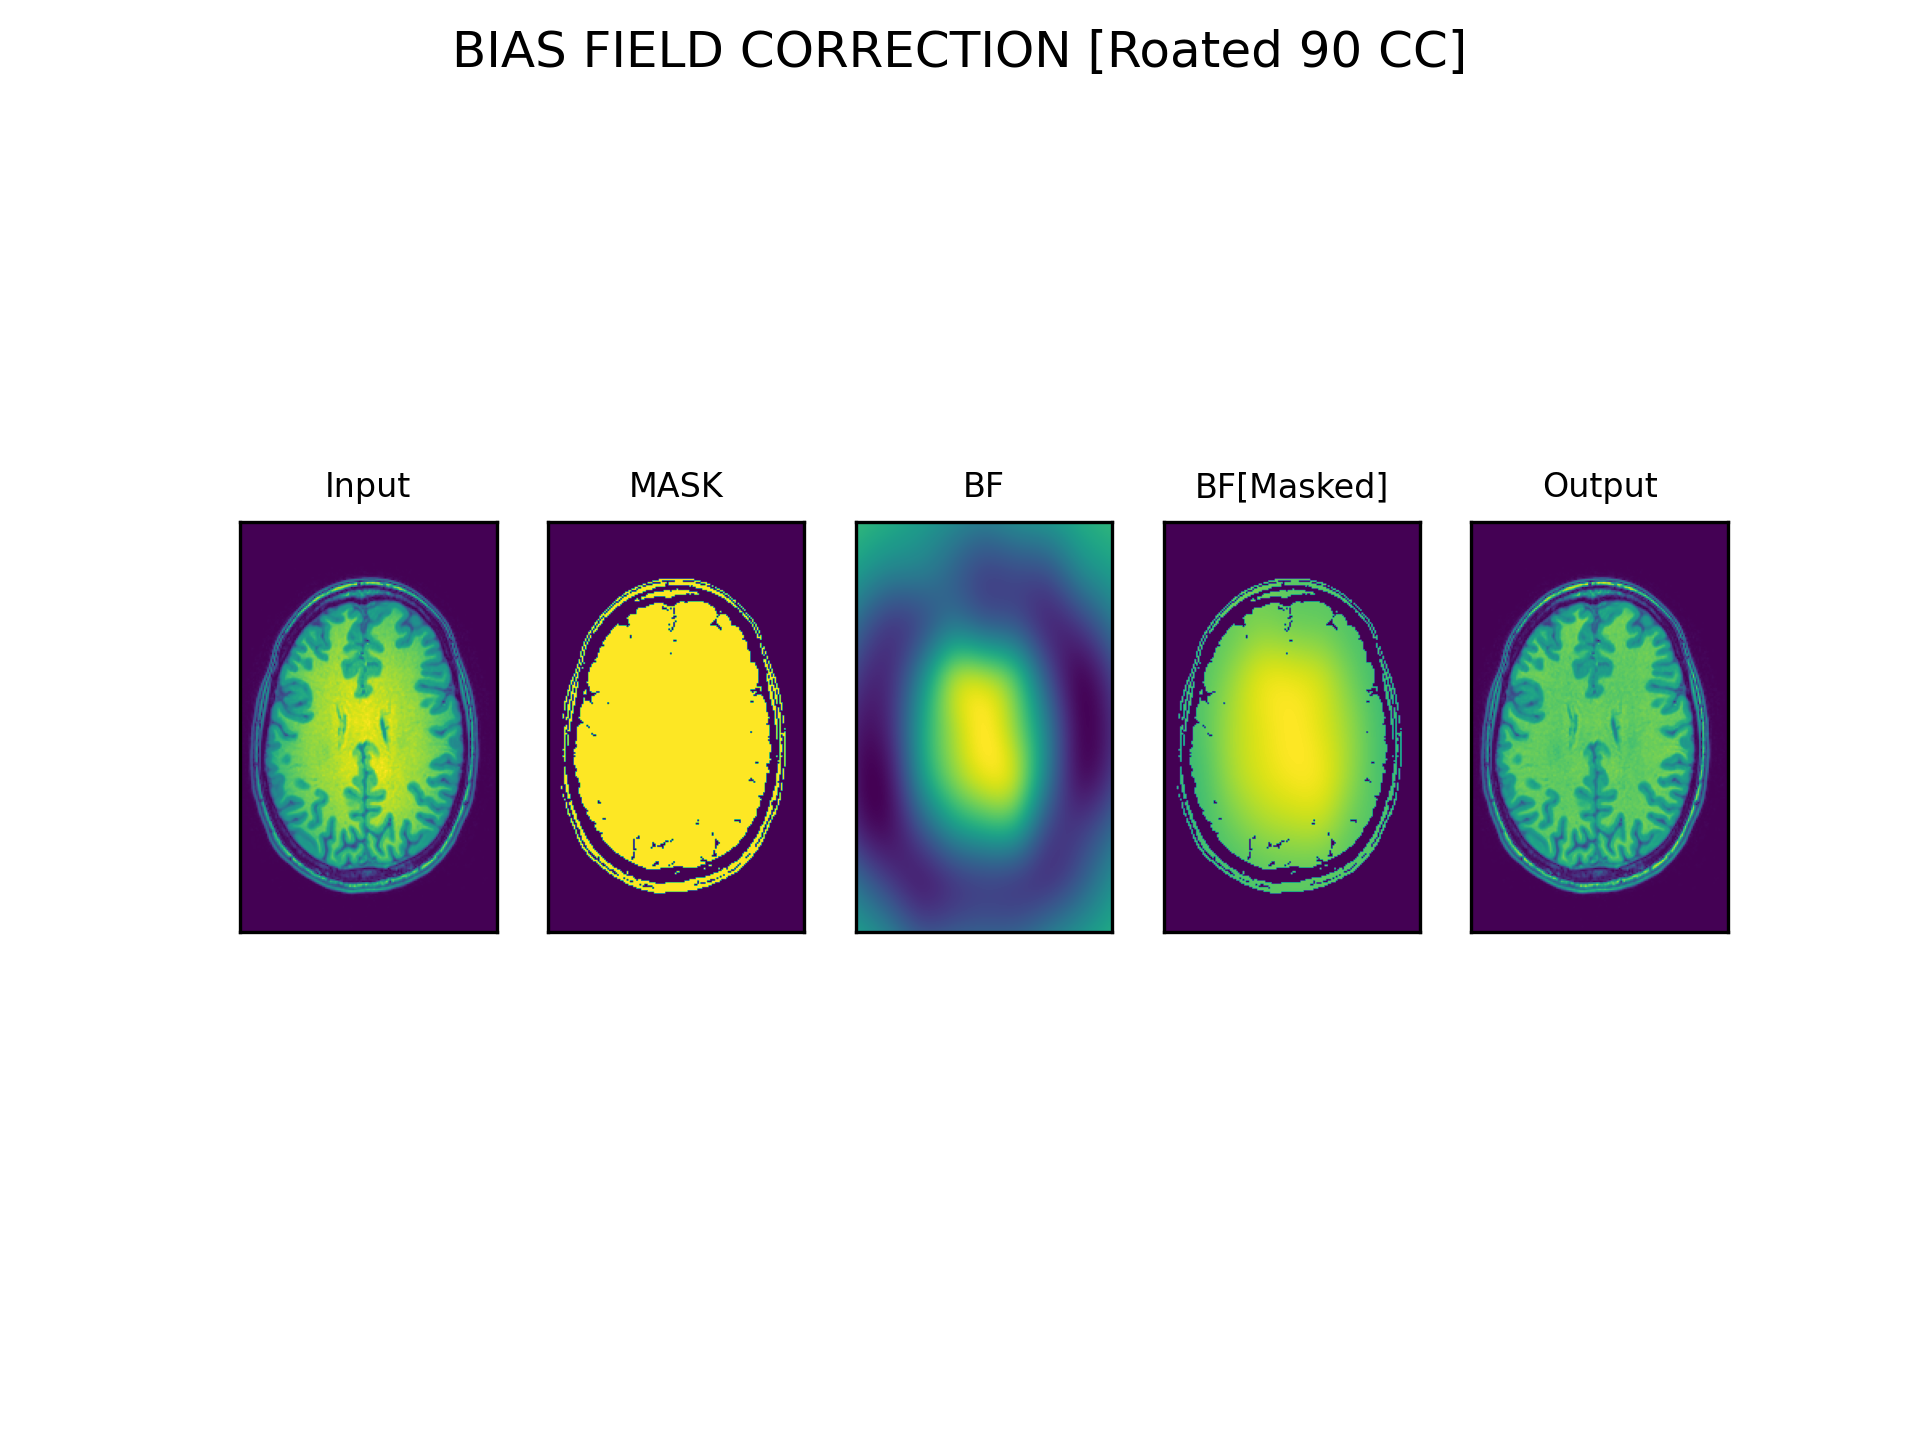 BIAS FIELD CORRECTION [Roated 90 CC]
Input
MASK
BF
BF[Masked]
Output